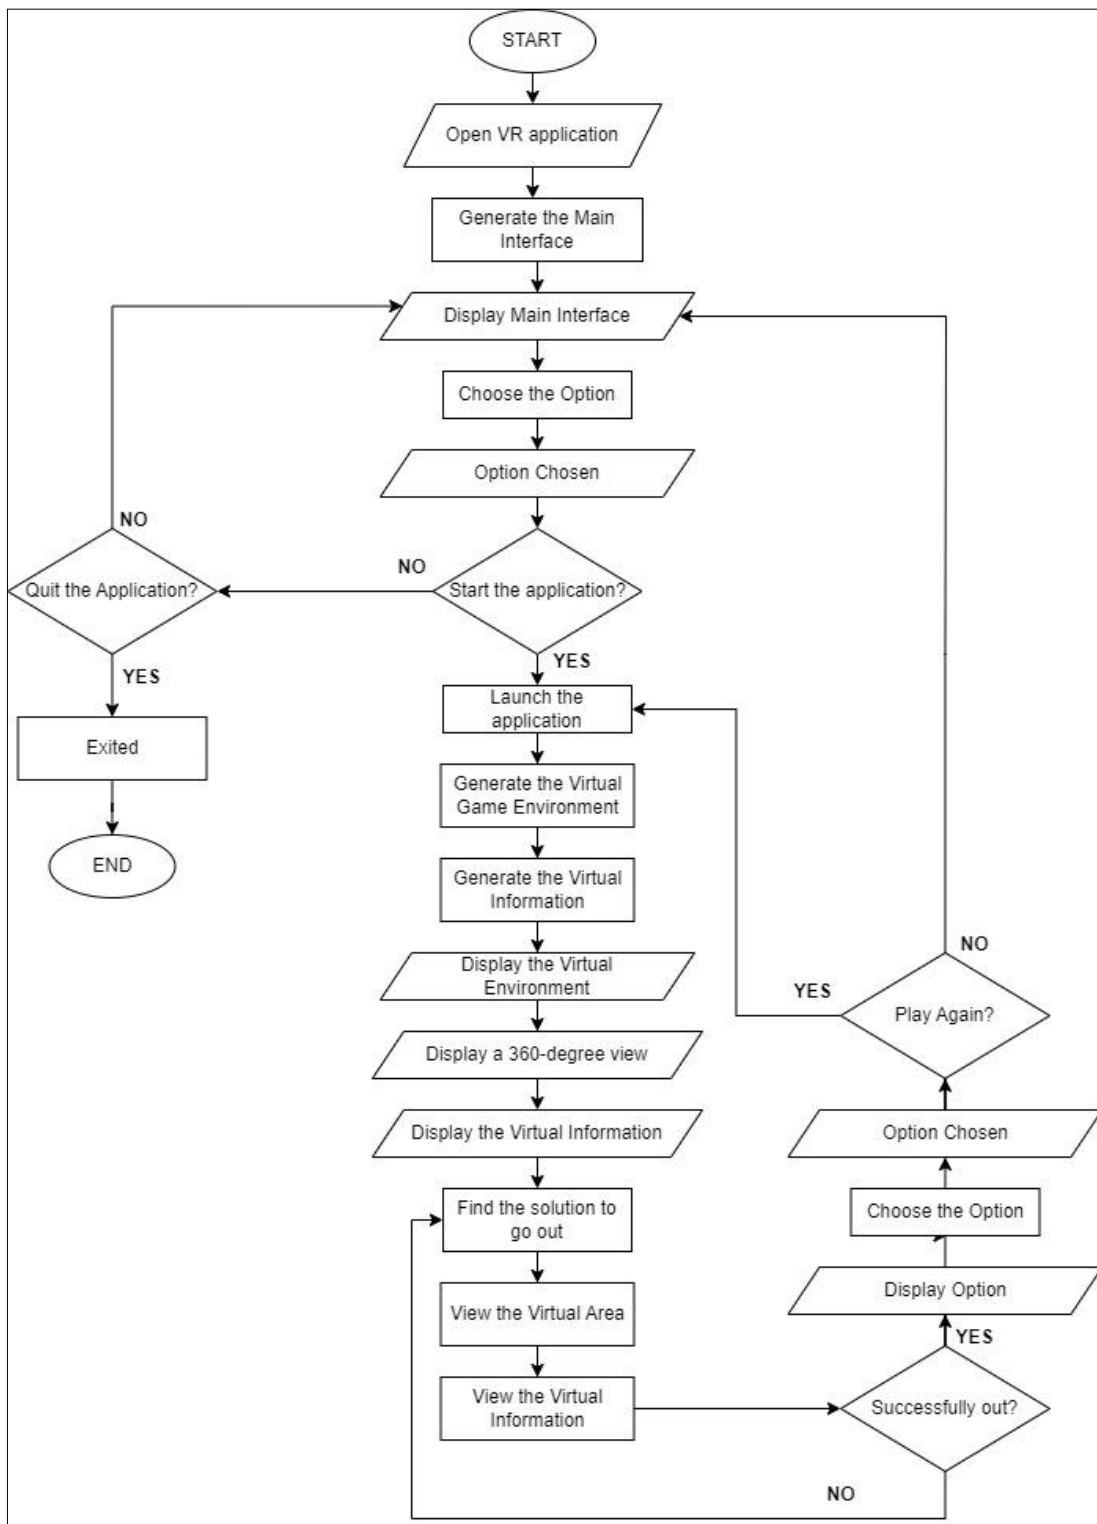 START
Open VR application
Generate the Main
Interface
Display Main Interface
Choose the Option
Option Chosen
NO
Quit the Application?
NO
Start the application?
YES
YES
Launch the
application
Exited
Generate the Virtual
Game Environment
END
Generate the Virtual
Information
Display the Virtual
Environment
NO
YES
Play Again?
Display a 360-degree view
Display the Virtual Information
Option Chosen
Find the solution to
go out
Choose the Option
View the Virtual Area
Display Option
YES
View the Virtual
Information
Successfully out?
NO